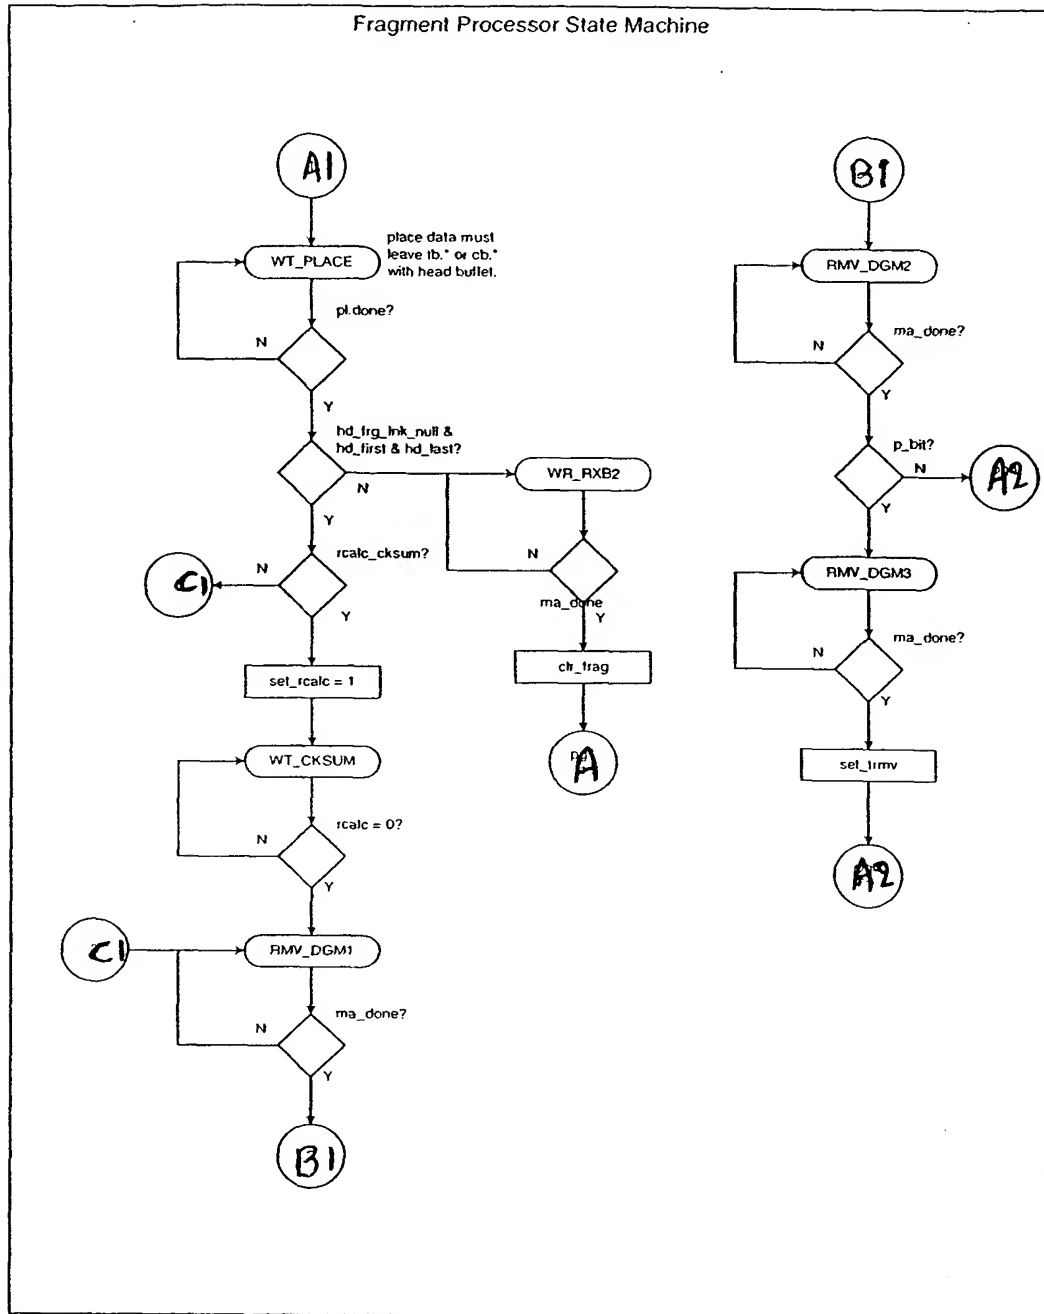 Fragment Processor State Machine
A1
place data must
leave tb.* or cb.*
with head buffer.
WT_PLACE
pl.done?
N
Y
hd_frg_lnk_null &
hd_first & hd_last?
N
Y
WR_RXB2
N
ma_done
Y
clr_frag
A
rcalc_cksum?
N
C1
Y
set_rcalc = 1
WT_CKSUM
rcalc = 0?
N
Y
C1
RMV_DGM1
ma_done?
N
Y
B1
B1
RMV_DGM2
ma_done?
N
Y
p_bit?
N
A2
Y
RMV_DGM3
ma_done?
N
Y
set_frmv
A2